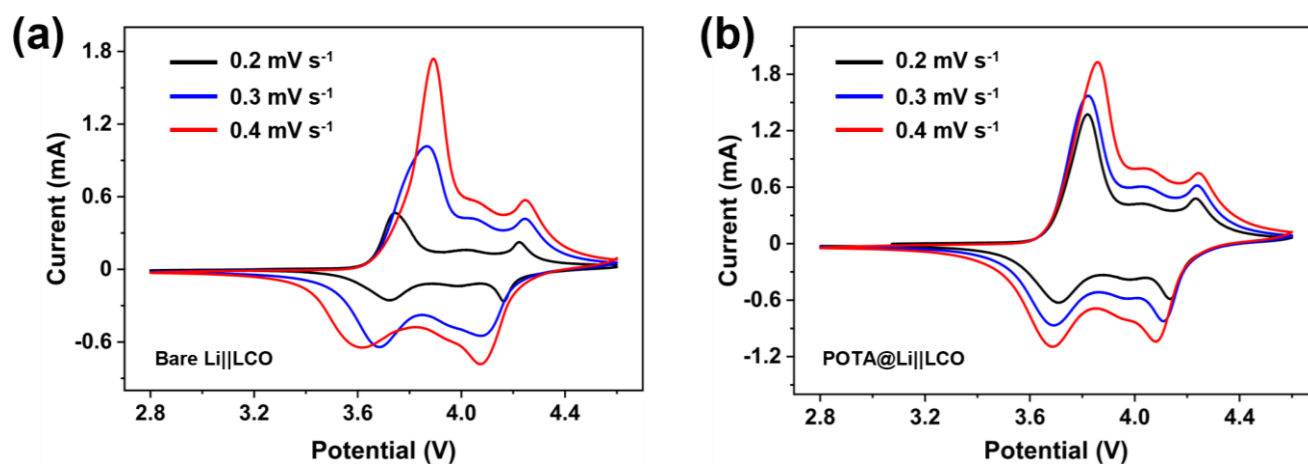 (a)
1.8
1.2
0.6
0
-0.6
Current (mA)
0.2 mV s⁻¹
0.3 mV s⁻¹
0.4 mV s⁻¹
Bare Li||LCO
2.8 3.2 3.6 4.0 4.4
Potential (V)
(b)
1.8
1.2
0.6
0
-0.6
-1.2
Current (mA)
0.2 mV s⁻¹
0.3 mV s⁻¹
0.4 mV s⁻¹
POTA@Li||LCO
2.8 3.2 3.6 4.0 4.4
Potential (V)